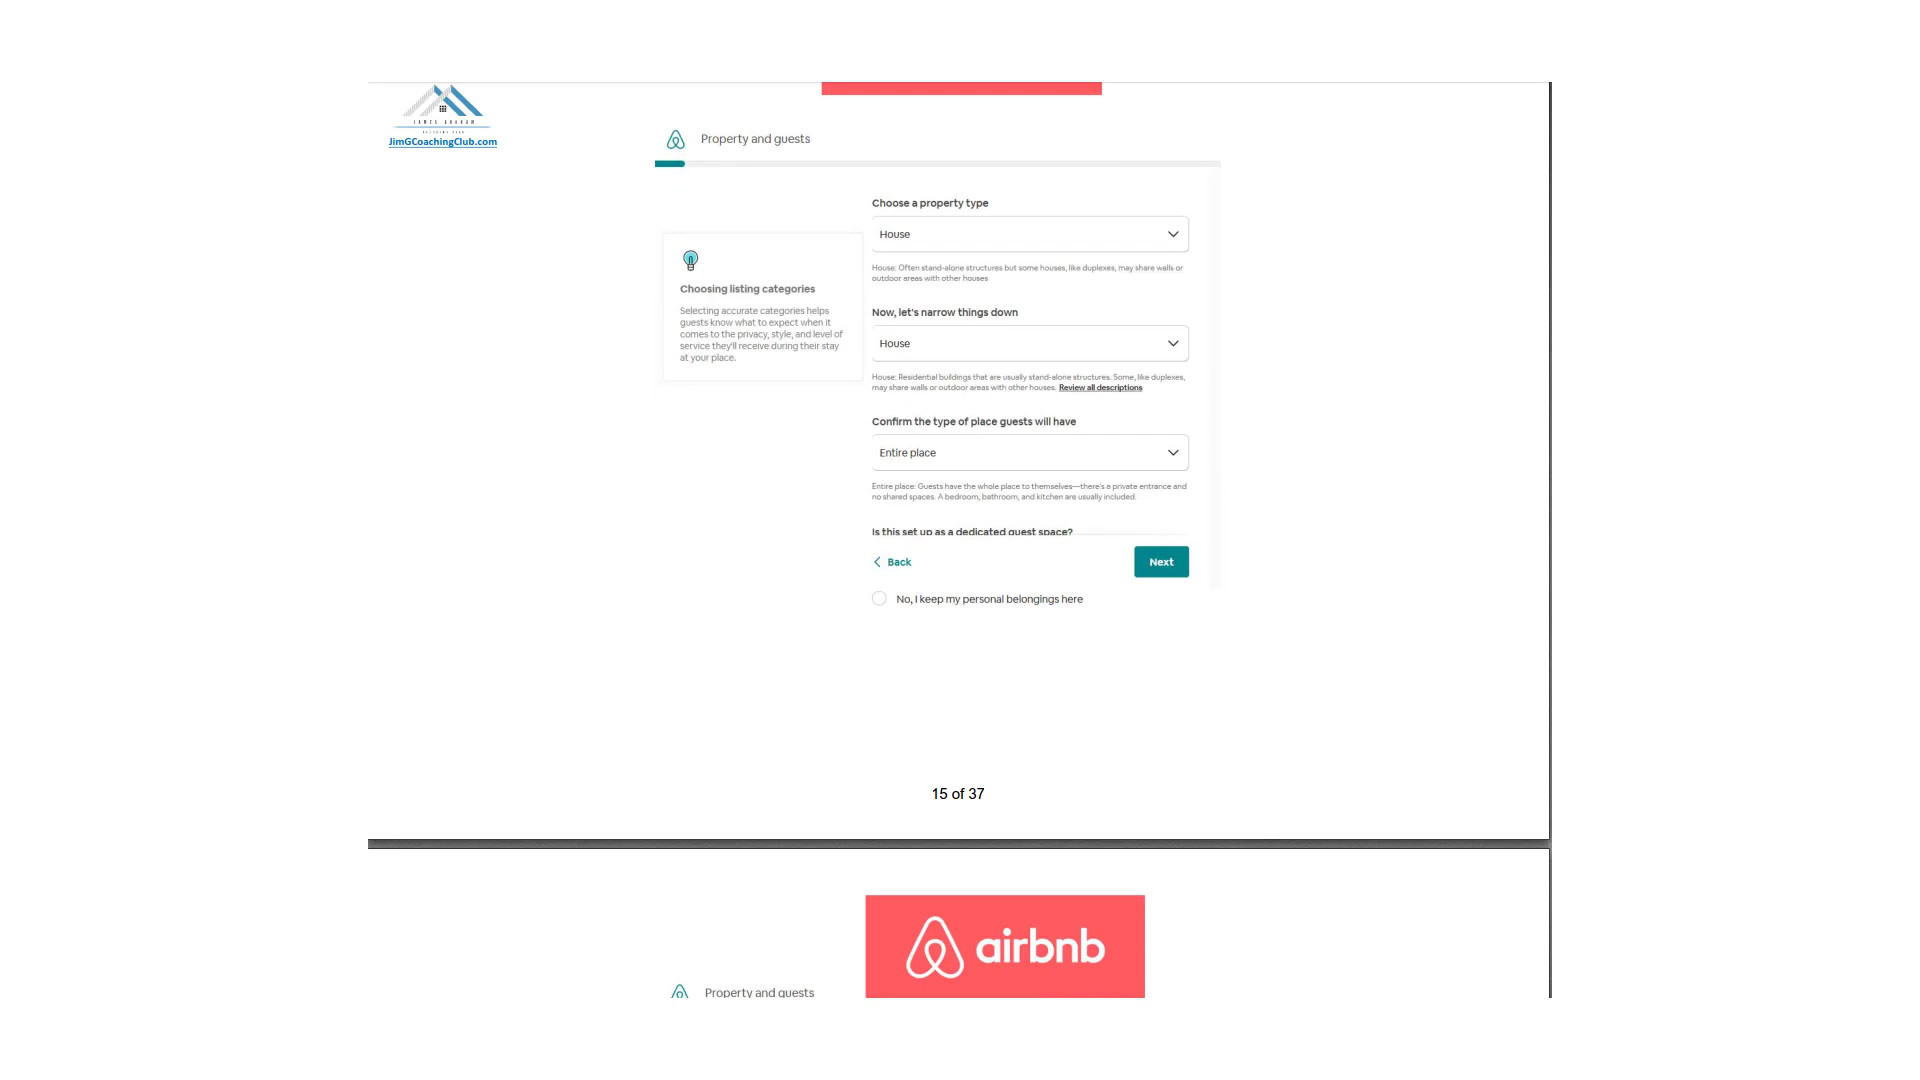 JAMES GRAHAM
JimGCoachingClub.com
Property and guests
Choosing listing categories
Selecting accurate categories helps
guests know what to expect when it
comes to the privacy, style, and level of
service they'll receive during their stay
at your place.
Choose a property type
House
House: Often stand-alone structures but some houses, like duplexes, may share walls or
outdoor areas with other houses
Now, let's narrow things down
House
House: Residential buildings that are usually stand-alone structures. Some, like duplexes,
may share walls or outdoor areas with other houses. Review all descriptions
Confirm the type of place guests will have
Entire place
Entire place: Guests have the whole place to themselves—there's a private entrance and
no shared spaces. A bedroom, bathroom, and kitchen are usually included.
Is this set up as a dedicated guest space?
Back
Next
No, I keep my personal belongings here
15 of 37
airbnb
Property and guests